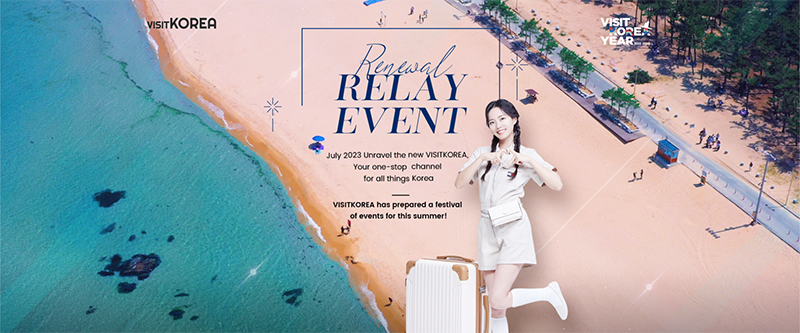 VISITKOREA
VISIT
KOREA
YEAR
Renewal
RELAY
EVENT
July 2023 Unravel the new VISITKOREA,
Your one-stop channel
for all things Korea
VISITKOREA has prepared a festival
of events for this summer!